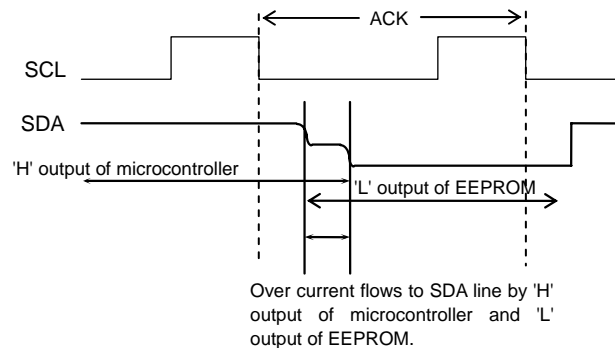 ACK
SCL
SDA
'H' output of microcontroller
'L' output of EEPROM
Over current flows to SDA line by 'H'
output of microcontroller and 'L'
output of EEPROM.